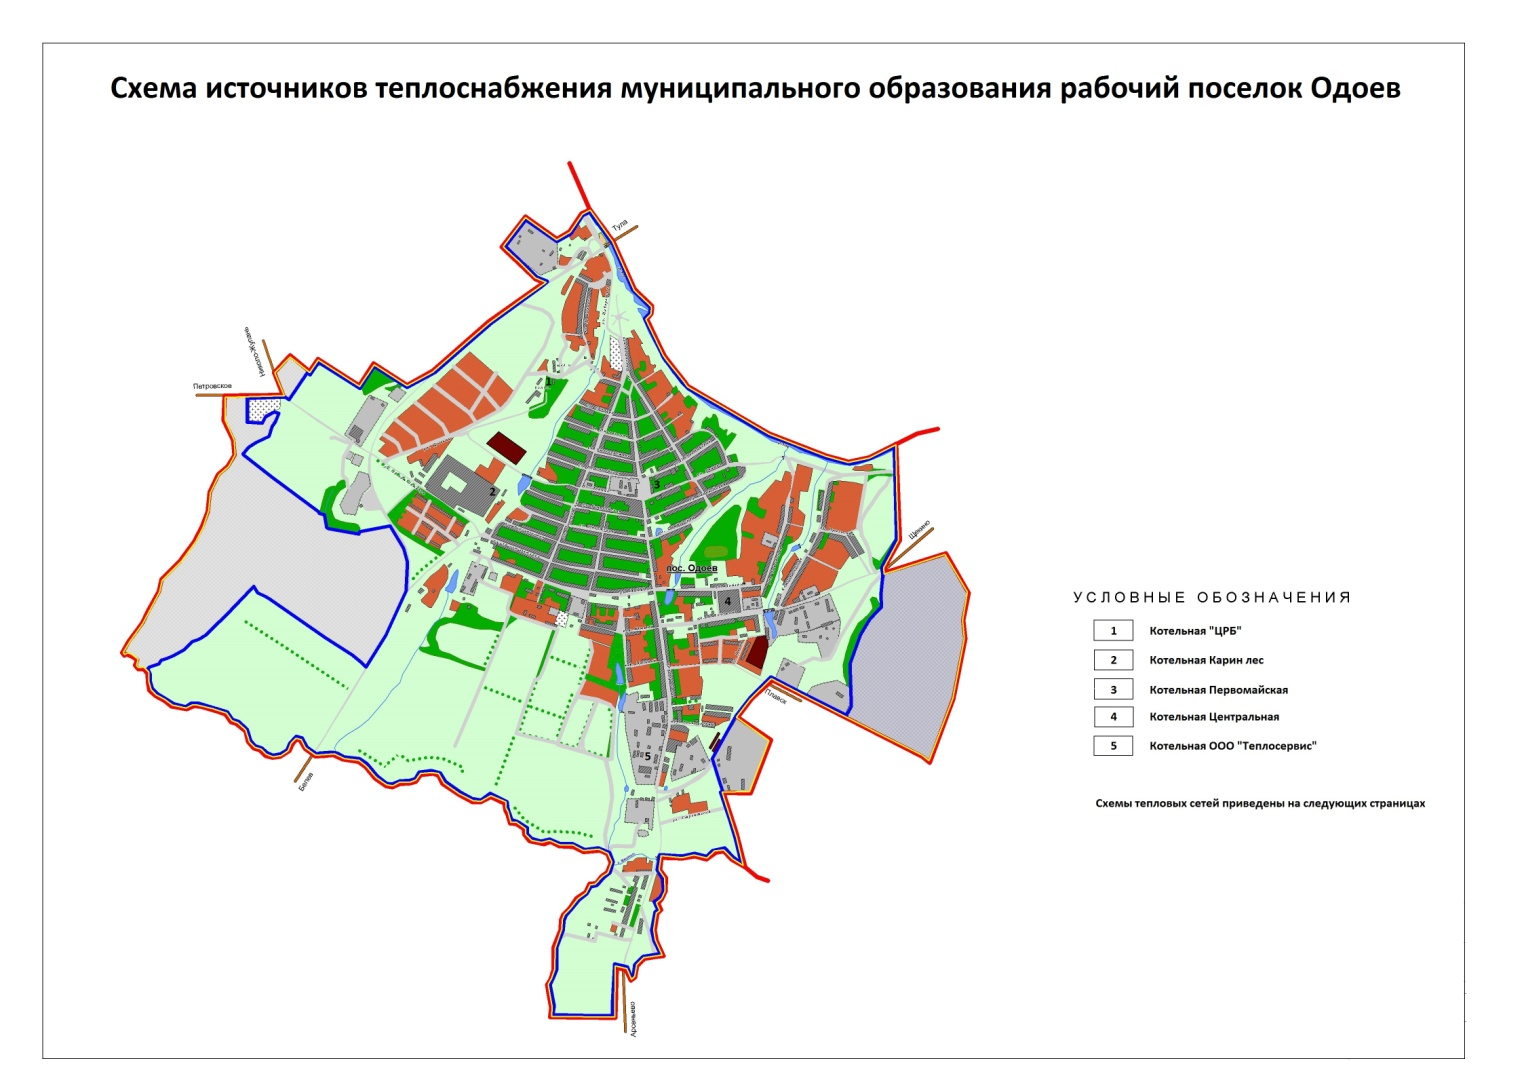 Схема источников теплоснабжения муниципального образования рабочий поселок Одоев
Тула
Николо-Жупань
Петровское
1
2
3
Щекино
пос. Одоев
4
Плавск
5
Белев
УСЛОВНЫЕ ОБОЗНАЧЕНИЯ
1 Котельная "ЦРБ"
2 Котельная Карин лес
3 Котельная Первомайская
4 Котельная Центральная
5 Котельная ООО "Теплосервис"
Схемы тепловых сетей приведены на следующих страницах